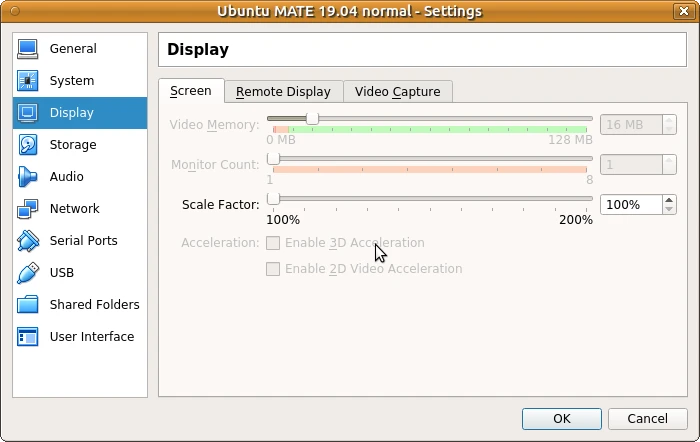 Ubuntu MATE 19.04 normal - Settings
General
System
Display
Storage
Audio
Network
Serial Ports
USB
Shared Folders
User Interface
Display
Screen
Remote Display
Video Capture
Video Memory:
16 MB
0 MB
128 MB
Monitor Count:
1
1
8
Scale Factor:
100%
100%
200%
Acceleration:
Enable 3D Acceleration
Enable 2D Video Acceleration
OK
Cancel